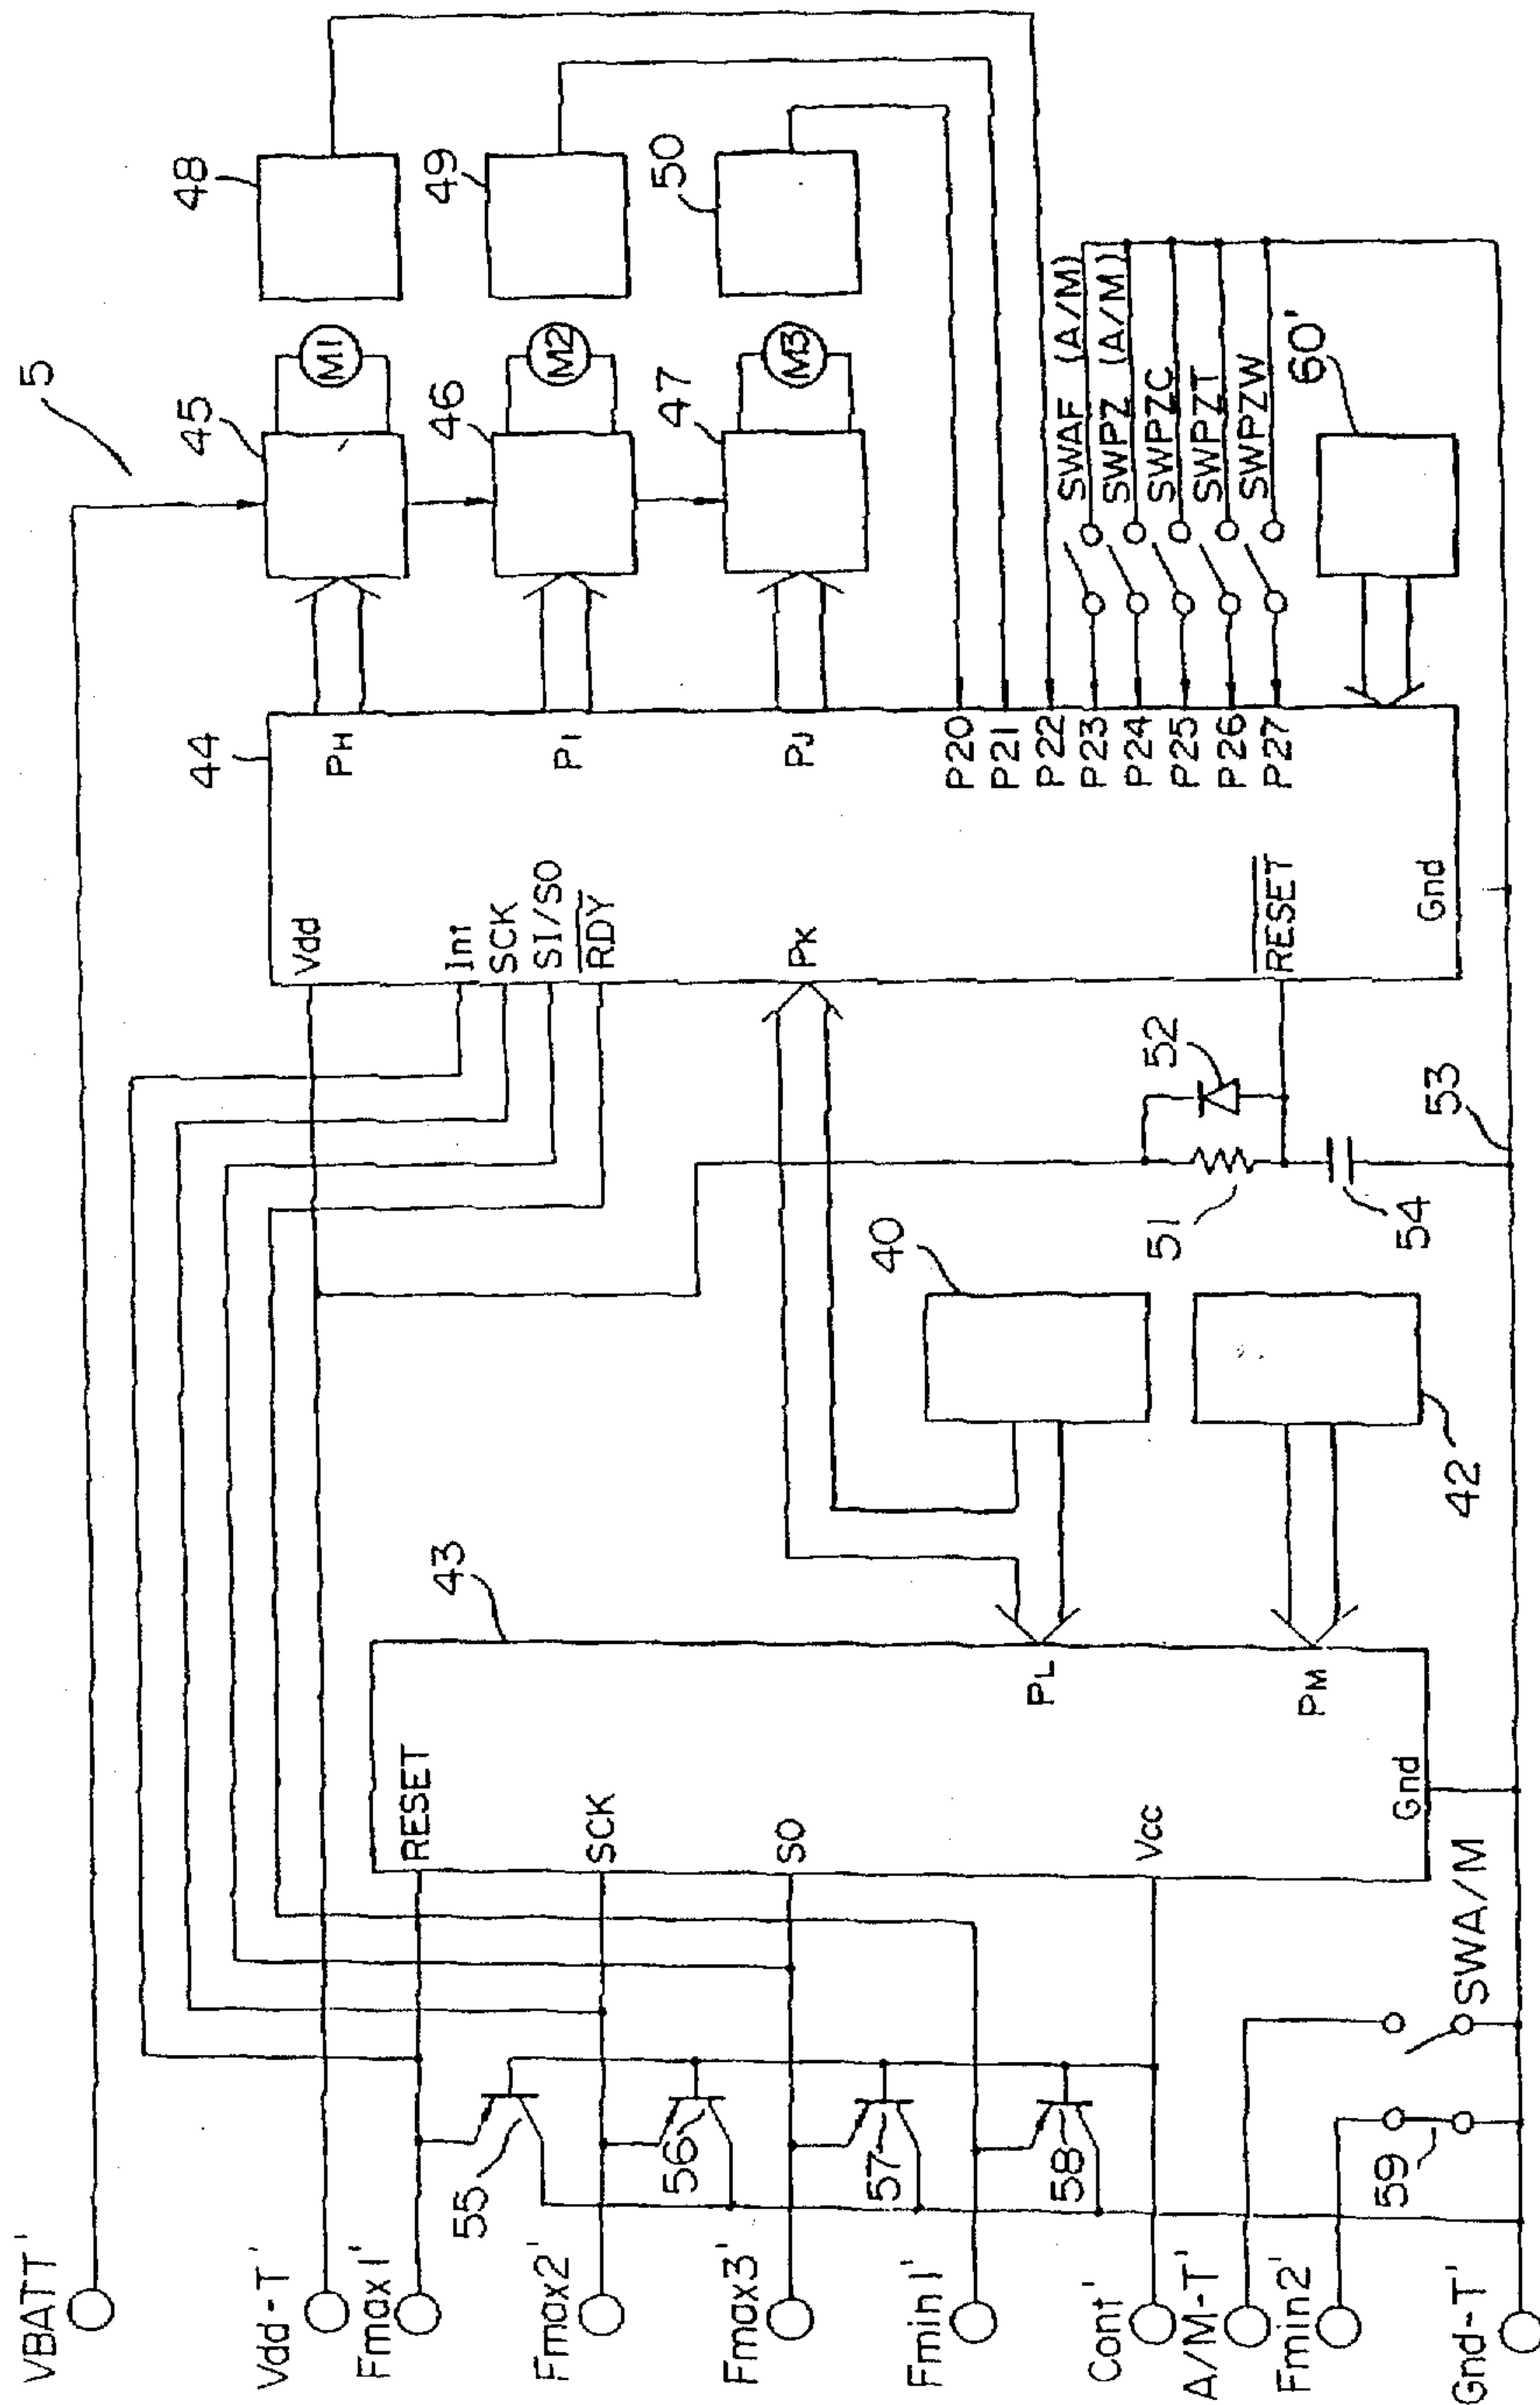 5
VBATT'
Vdd-T'
Fmax1'
Fmax2'
Fmax3'
Fmin1'
Cont'
A/M-T'
Fmin2'
Gnd-T'
55
56
57
58
59
SWA/M
43
RESET
SCK
SO
Vcc
Gnd
PL
PM
40
42
51
52
53
54
44
Vdd
Int
SCK
SI/SO
RDY
PK
RESET
Gnd
PH
PI
PJ
P20
P21
P22
P23
P24
P25
P26
P27
45
46
47
M1
M2
M3
48
49
50
SWAF (A/M)
SWPZ (A/M)
SWPZC
SWPZT
SWPZW
60'